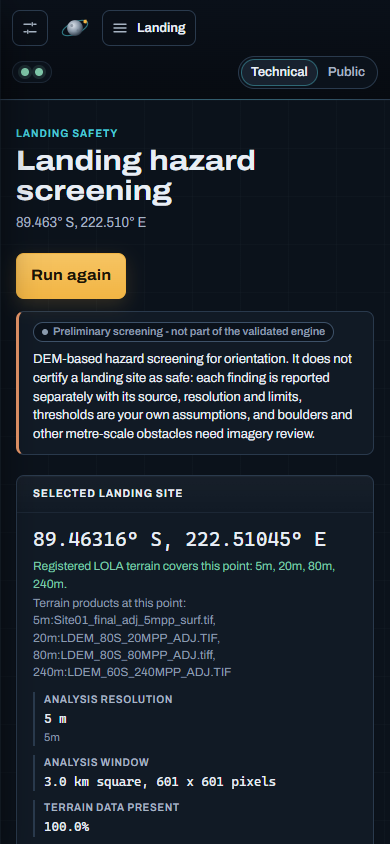 Landing
Technical Public
LANDING SAFETY
Landing hazard
screening
89.463° S, 222.510° E
Run again
Preliminary screening - not part of the validated engine
DEM-based hazard screening for orientation. It does not
certify a landing site as safe: each finding is reported
separately with its source, resolution and limits,
thresholds are your own assumptions, and boulders and
other metre-scale obstacles need imagery review.
SELECTED LANDING SITE
89.46316° S, 222.51045° E
Registered LOLA terrain covers this point: 5m, 20m, 80m,
240m.
Terrain products at this point:
5m:Site01_final_adj_5mpp_surf.tif,
20m:LDEM_80S_20MPP_ADJ.TIF,
80m:LDEM_80S_80MPP_ADJ.tiff,
240m:LDEM_60S_240MPP_ADJ.TIF
ANALYSIS RESOLUTION
5 m
5m
ANALYSIS WINDOW
3.0 km square, 601 x 601 pixels
TERRAIN DATA PRESENT
100.0%